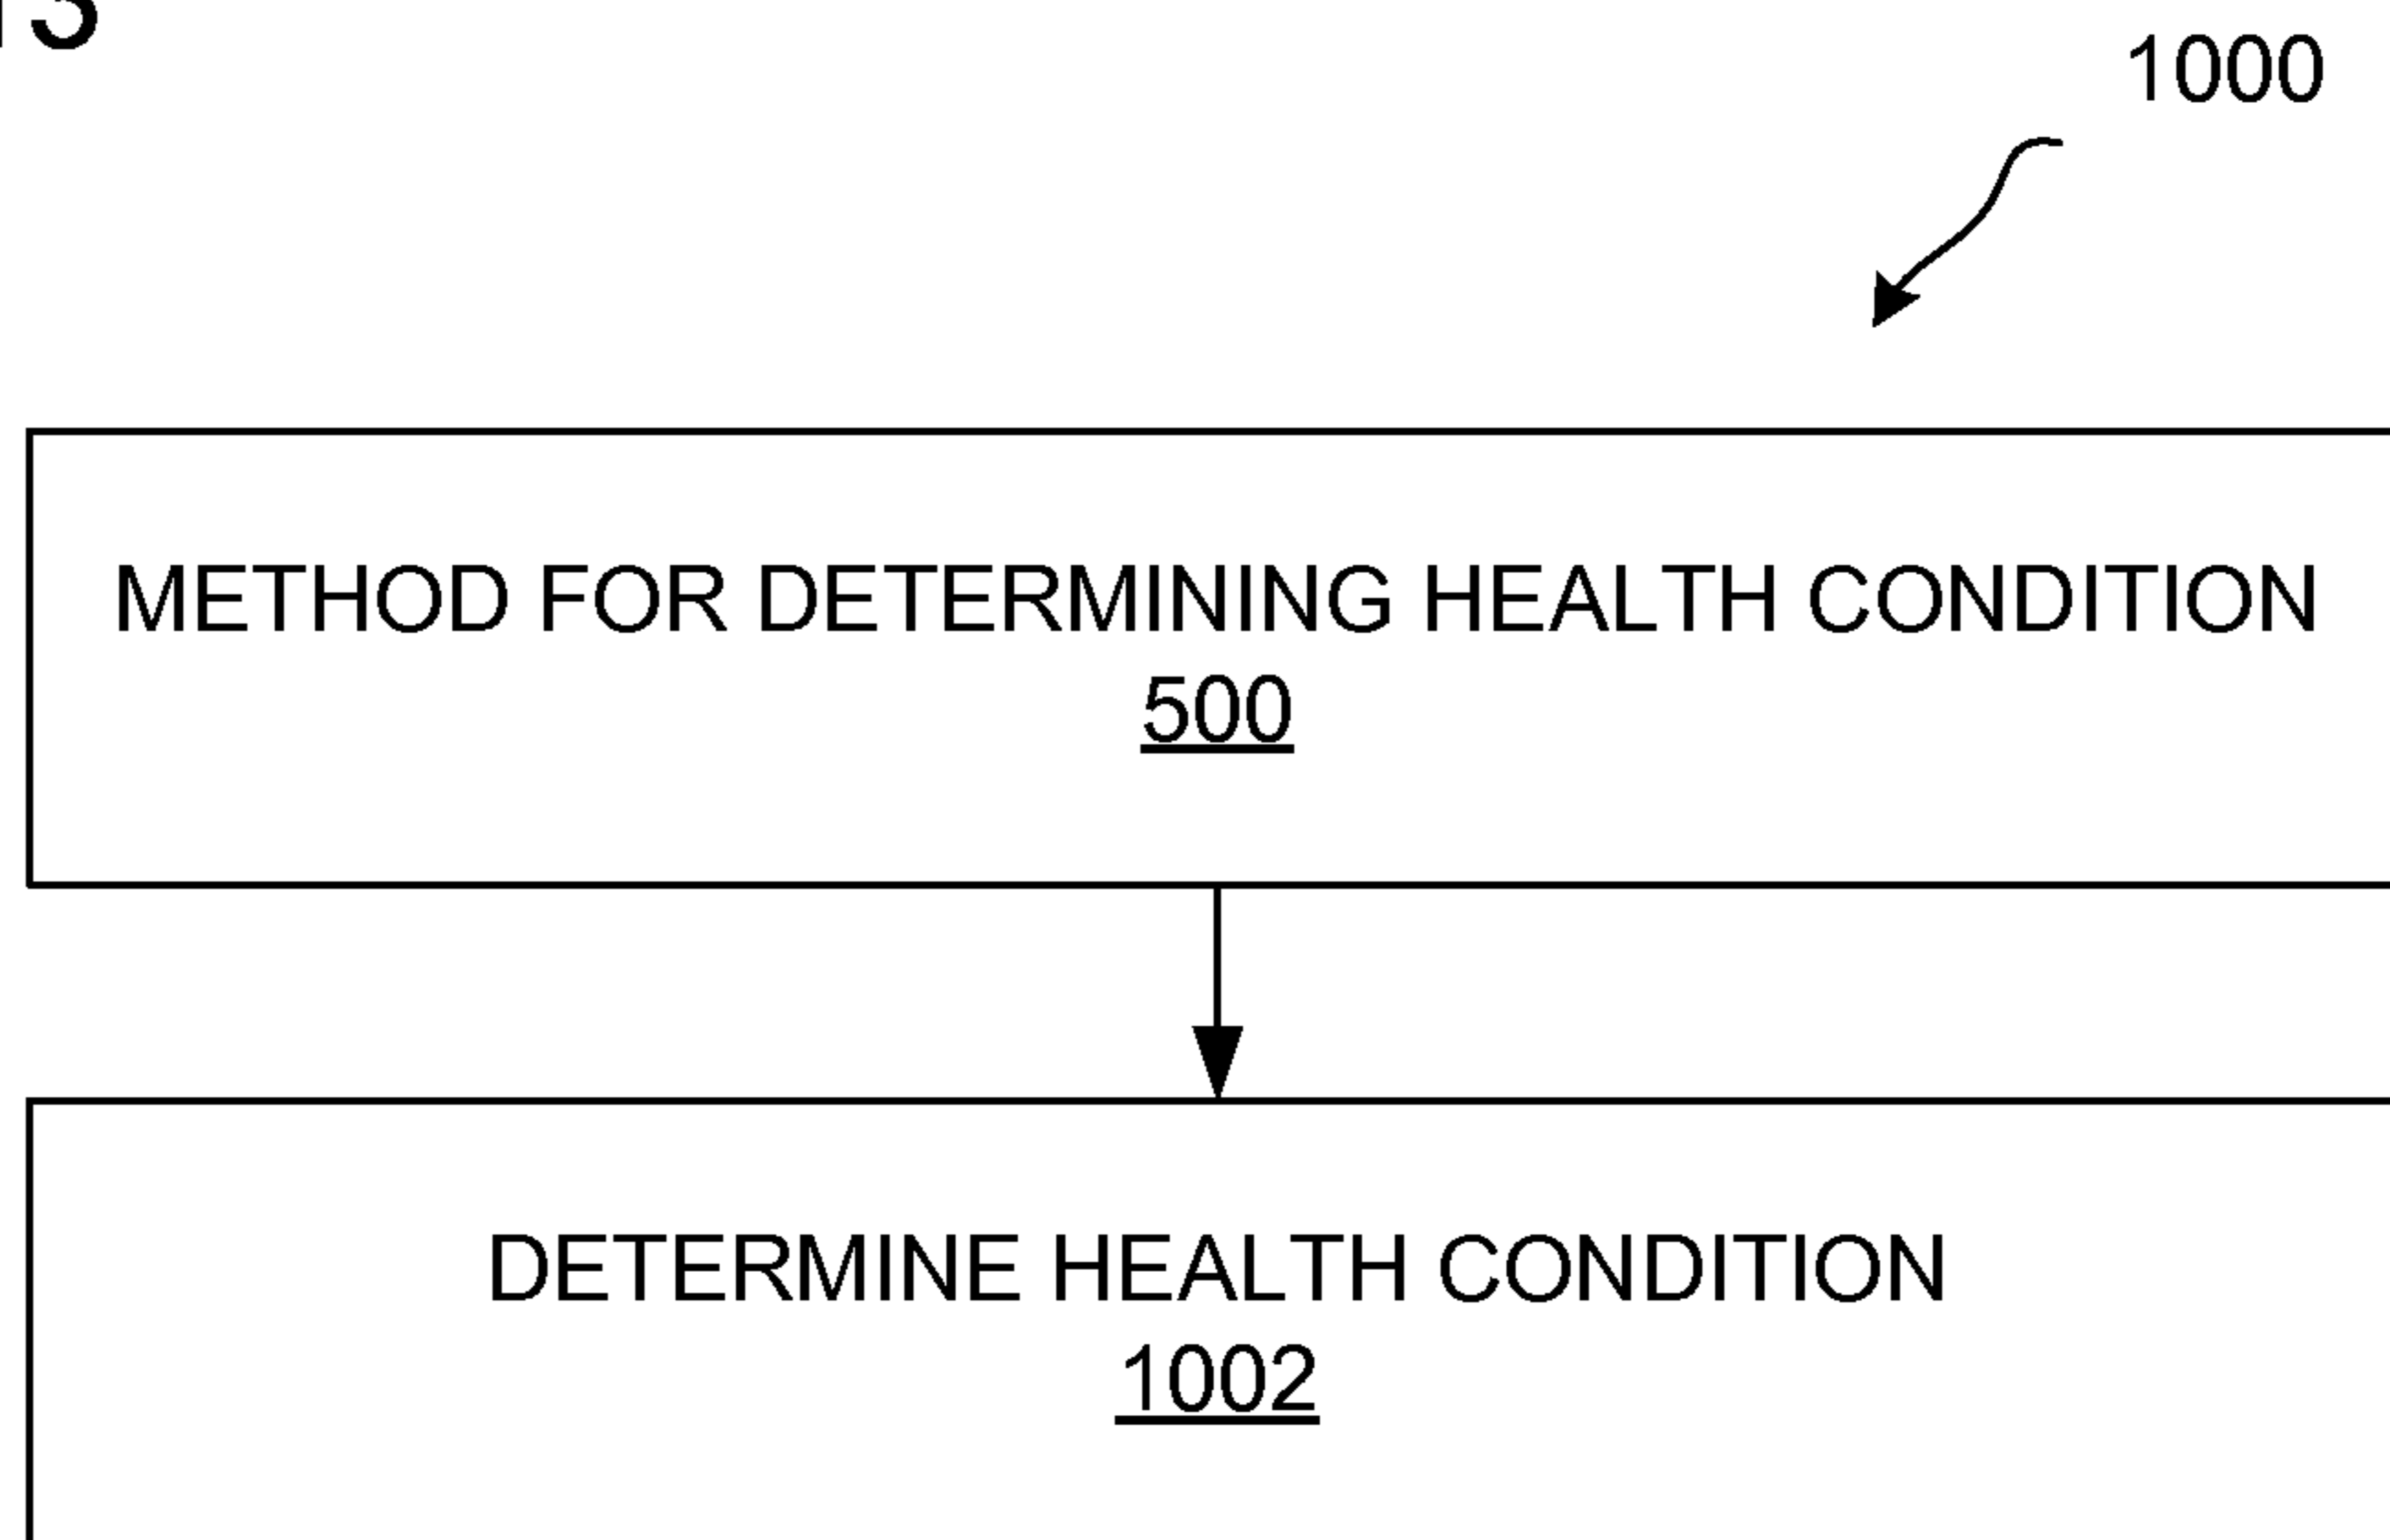 1000
METHOD FOR DETERMINING HEALTH CONDITION
500
DETERMINE HEALTH CONDITION
1002